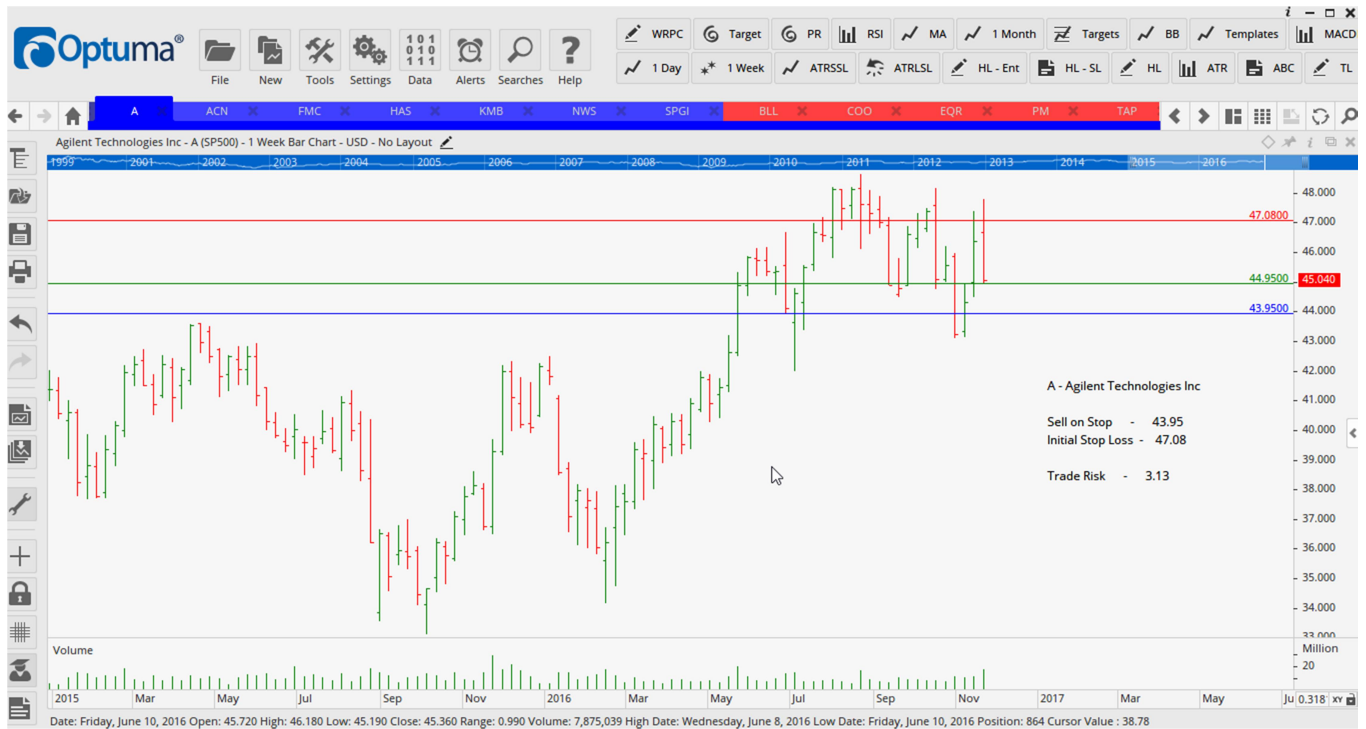 i
Optuma®
File New Tools Settings Data Alerts Searches Help
101
010
111
WRPC Target PR RSI MA 1 Month Targets BB Templates MACD
1 Day 1 Week ATRSSL ATRLSL HL - Ent HL - SL HL ATR ABC TL
A ACN FMC HAS KMB NWS SPGI BLL COO EQR PM TAP
Agilent Technologies Inc - A (SP500) - 1 Week Bar Chart - USD - No Layout
1999 2001 2002 2003 2004 2005 2006 2007 2008 2009 2010 2011 2012 2013 2014 2015 2016
48.000
47.0800
47.000
46.000
44.9500
45.040
43.9500
44.000
43.000
42.000
A - Agilent Technologies Inc
41.000
Sell on Stop - 43.95
40.000
Initial Stop Loss - 47.08
39.000
Trade Risk - 3.13
38.000
37.000
36.000
35.000
34.000
33.000
Volume
Million
20
2015 Mar May Jul Sep Nov 2016 Mar May Jul Sep Nov 2017 Mar May Ju 0.318 XY
Date: Friday, June 10, 2016 Open: 45.720 High: 46.180 Low: 45.190 Close: 45.360 Range: 0.990 Volume: 7,875,039 High Date: Wednesday, June 8, 2016 Low Date: Friday, June 10, 2016 Position: 864 Cursor Value : 38.78